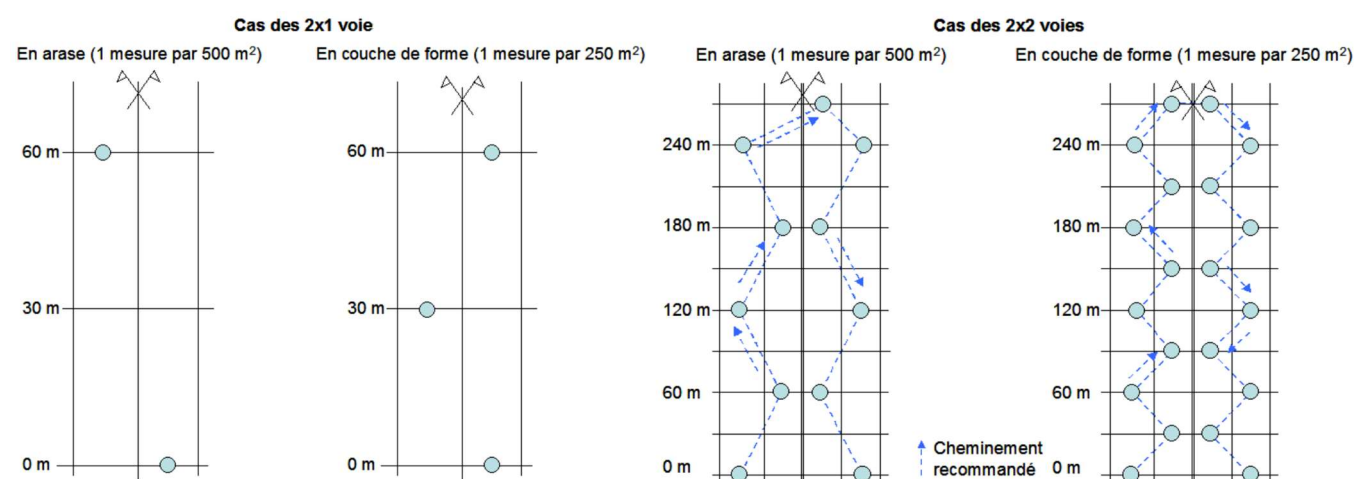 Cas des 2x1 voie
En arase (1 mesure par 500 m²)
En couche de forme (1 mesure par 250 m²)
60 m
30 m
0 m
60 m
30 m
0 m
Cas des 2x2 voies
En arase (1 mesure par 500 m²)
En couche de forme (1 mesure par 250 m²)
240 m
180 m
120 m
60 m
0 m
Cheminement
recommandé
240 m
180 m
120 m
60 m
0 m